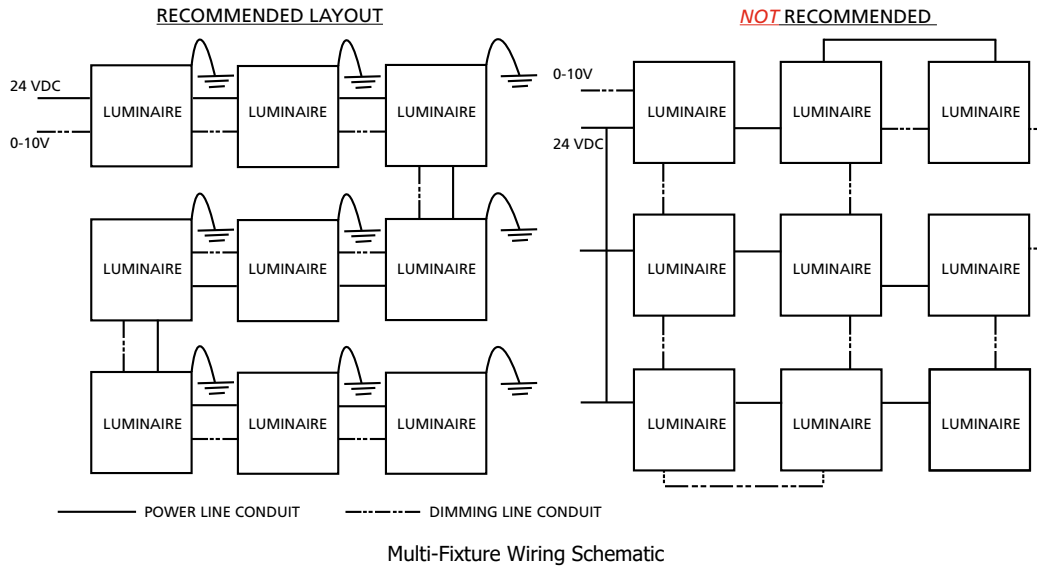 RECOMMENDED LAYOUT
NOT RECOMMENDED
24 VDC
0-10V
LUMINAIRE LUMINAIRE LUMINAIRE
LUMINAIRE LUMINAIRE LUMINAIRE
LUMINAIRE LUMINAIRE LUMINAIRE
0-10V
24 VDC
LUMINAIRE LUMINAIRE LUMINAIRE
LUMINAIRE LUMINAIRE LUMINAIRE
LUMINAIRE LUMINAIRE LUMINAIRE
POWER LINE CONDUIT
DIMMING LINE CONDUIT
Multi-Fixture Wiring Schematic